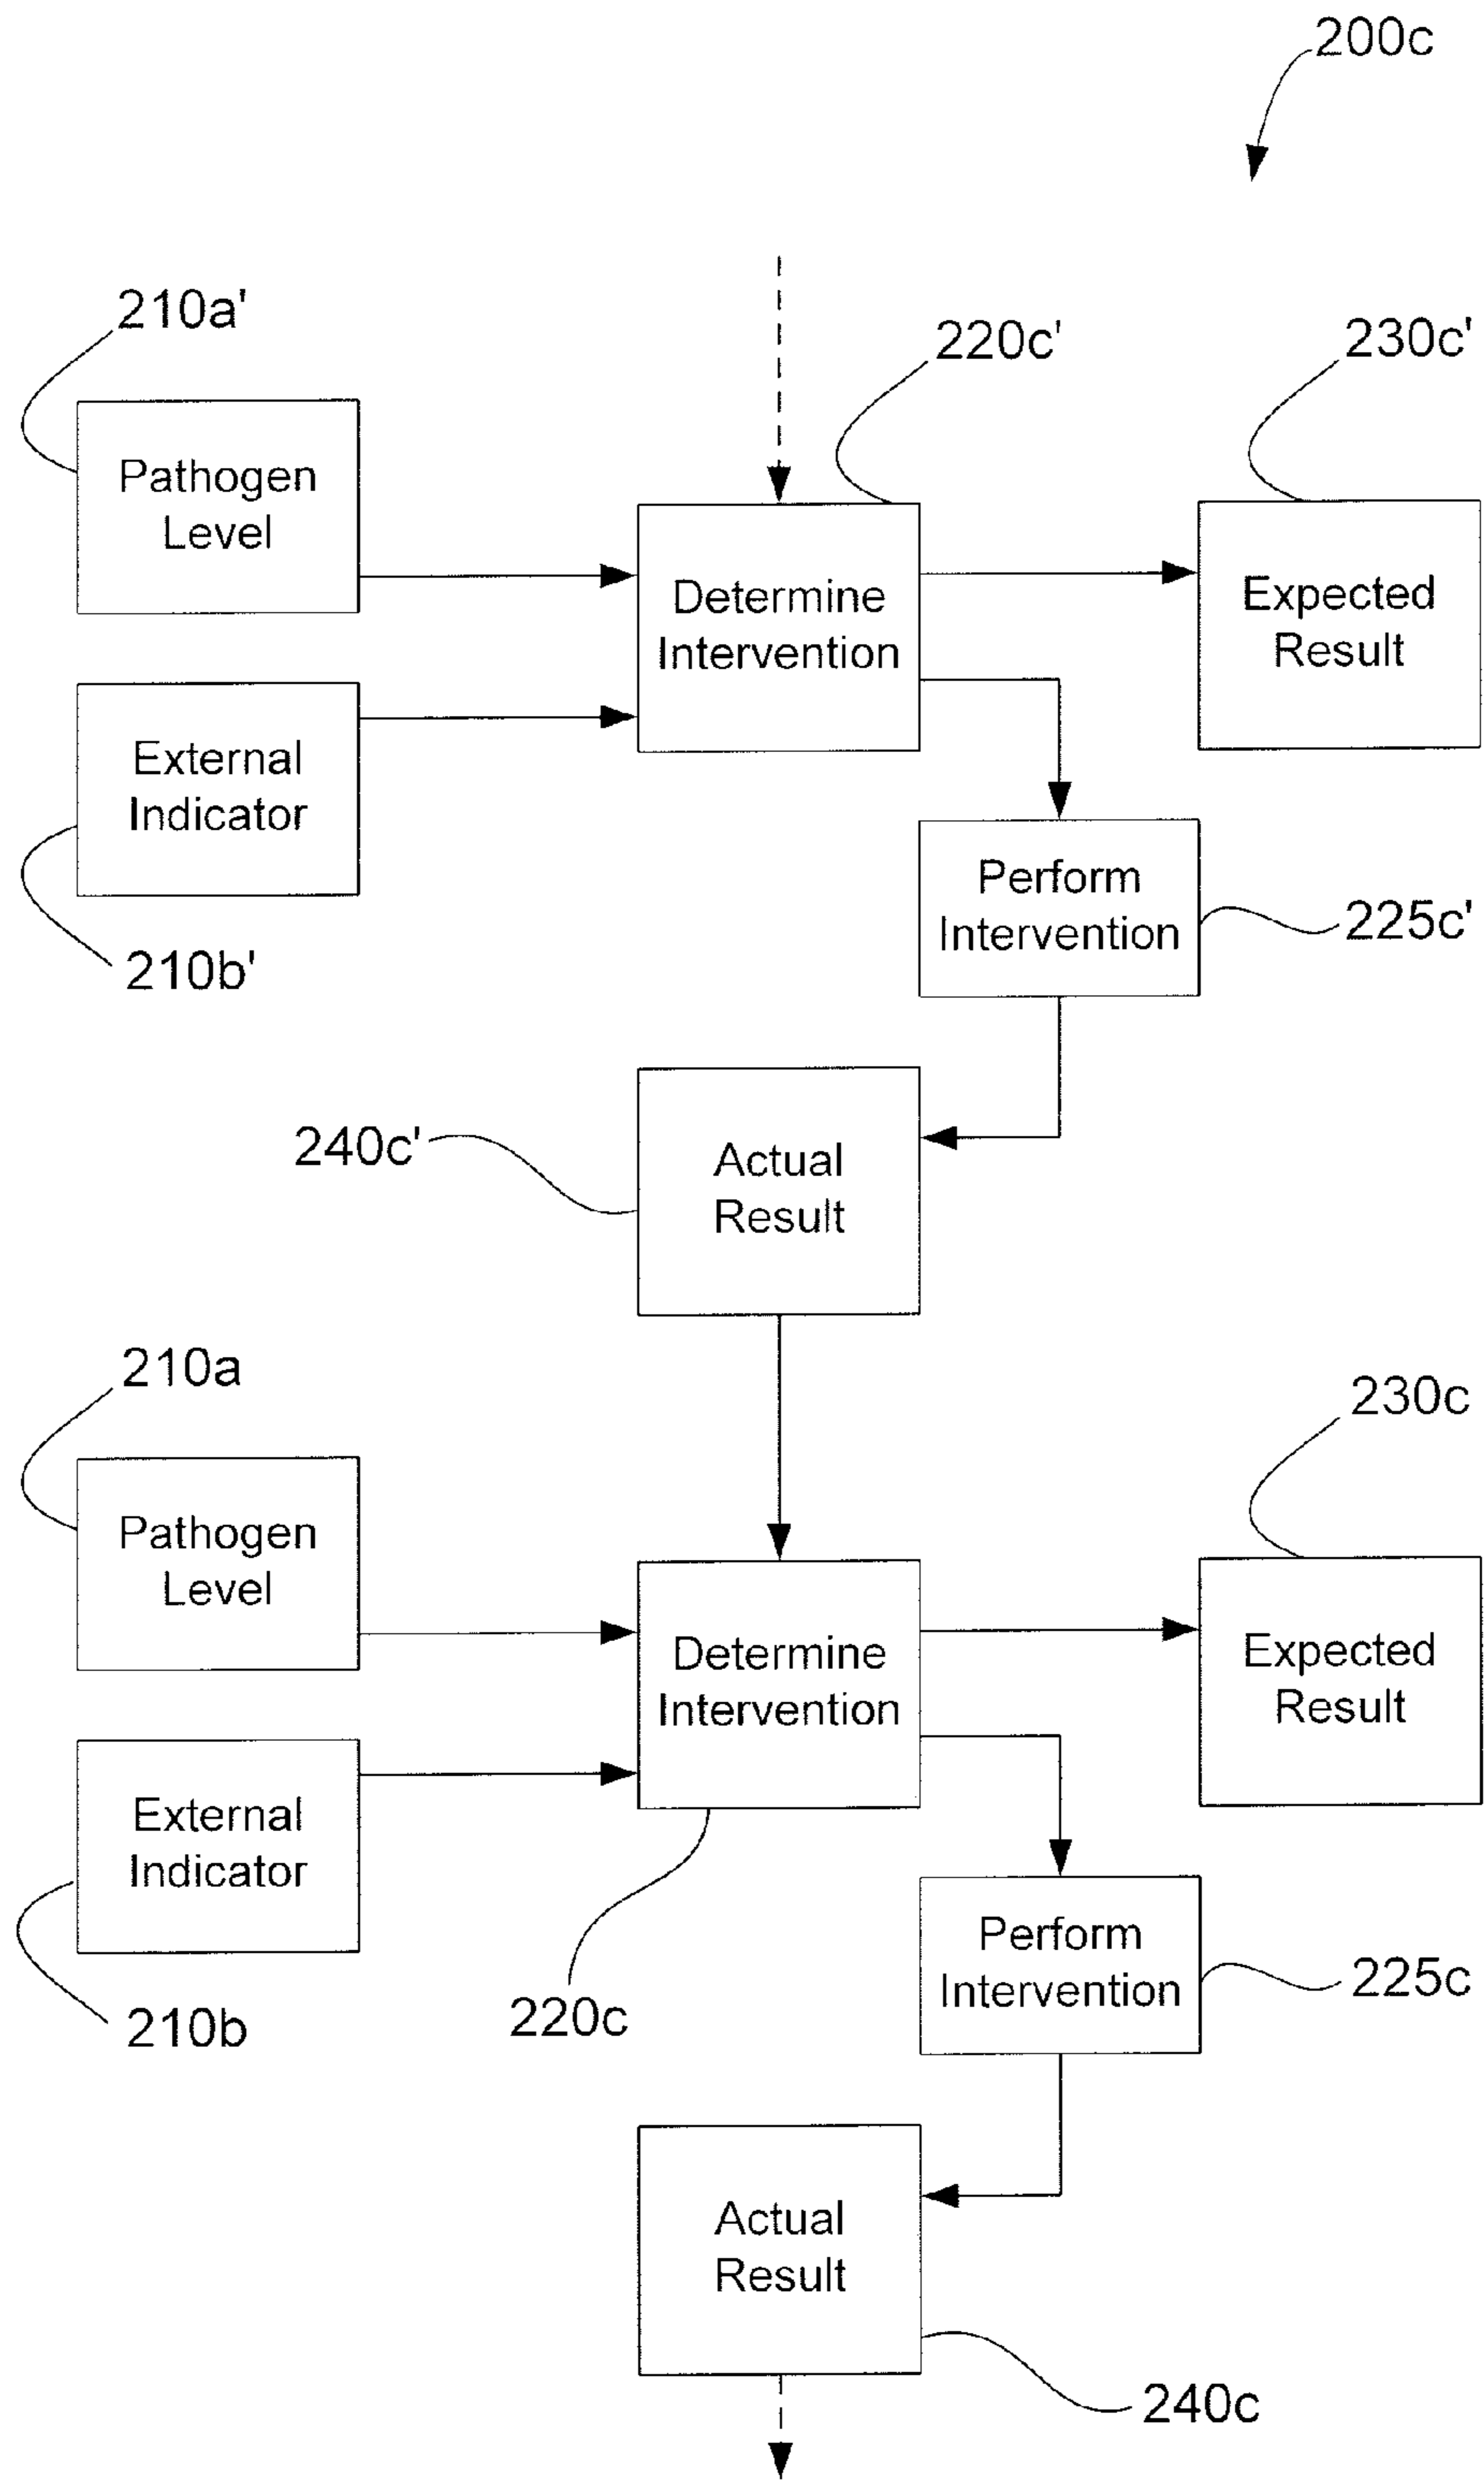 200c
210a'
220c'
230c'
Pathogen
Level
Determine
Intervention
Expected
Result
External
Indicator
210b'
Perform
Intervention
225c'
240c'
Actual
Result
210a
230c
Pathogen
Level
Determine
Intervention
Expected
Result
External
Indicator
210b
220c
Perform
Intervention
225c
Actual
Result
240c